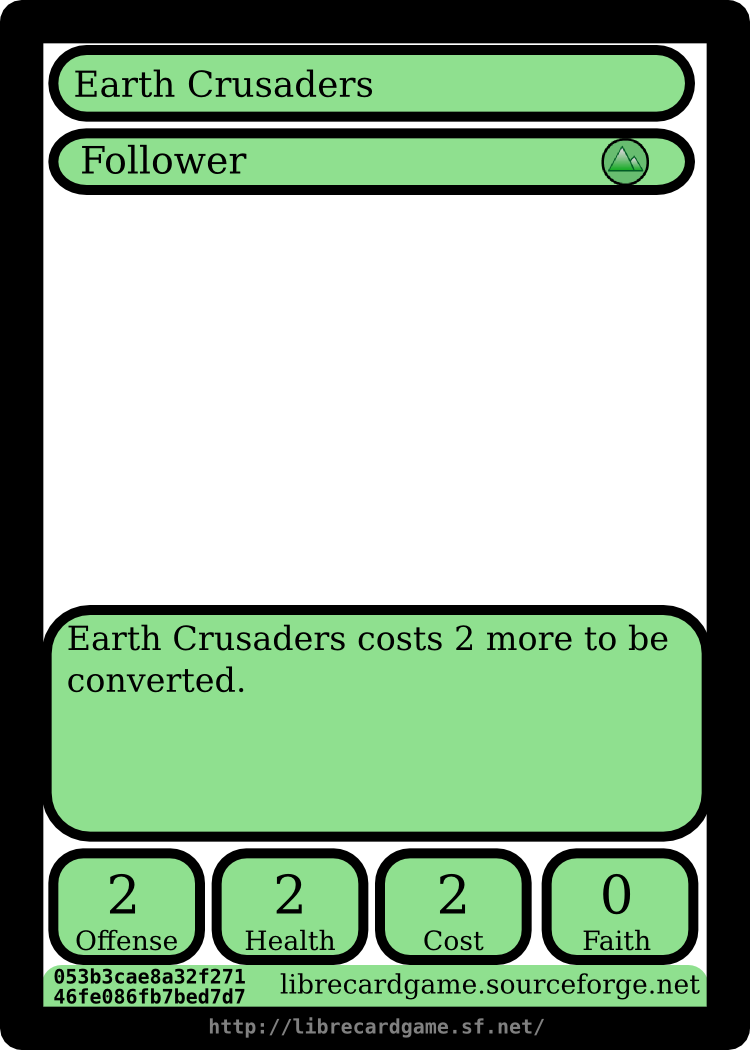 Earth Crusaders
Follower
Earth Crusaders costs 2 more to be
converted.
2 2 2 0
Offense Health Cost Faith
053b3cae8a32f271
46fe086fb7bed7d7
librecardgame.sourceforge.net
http://librecardgame.sf.net/